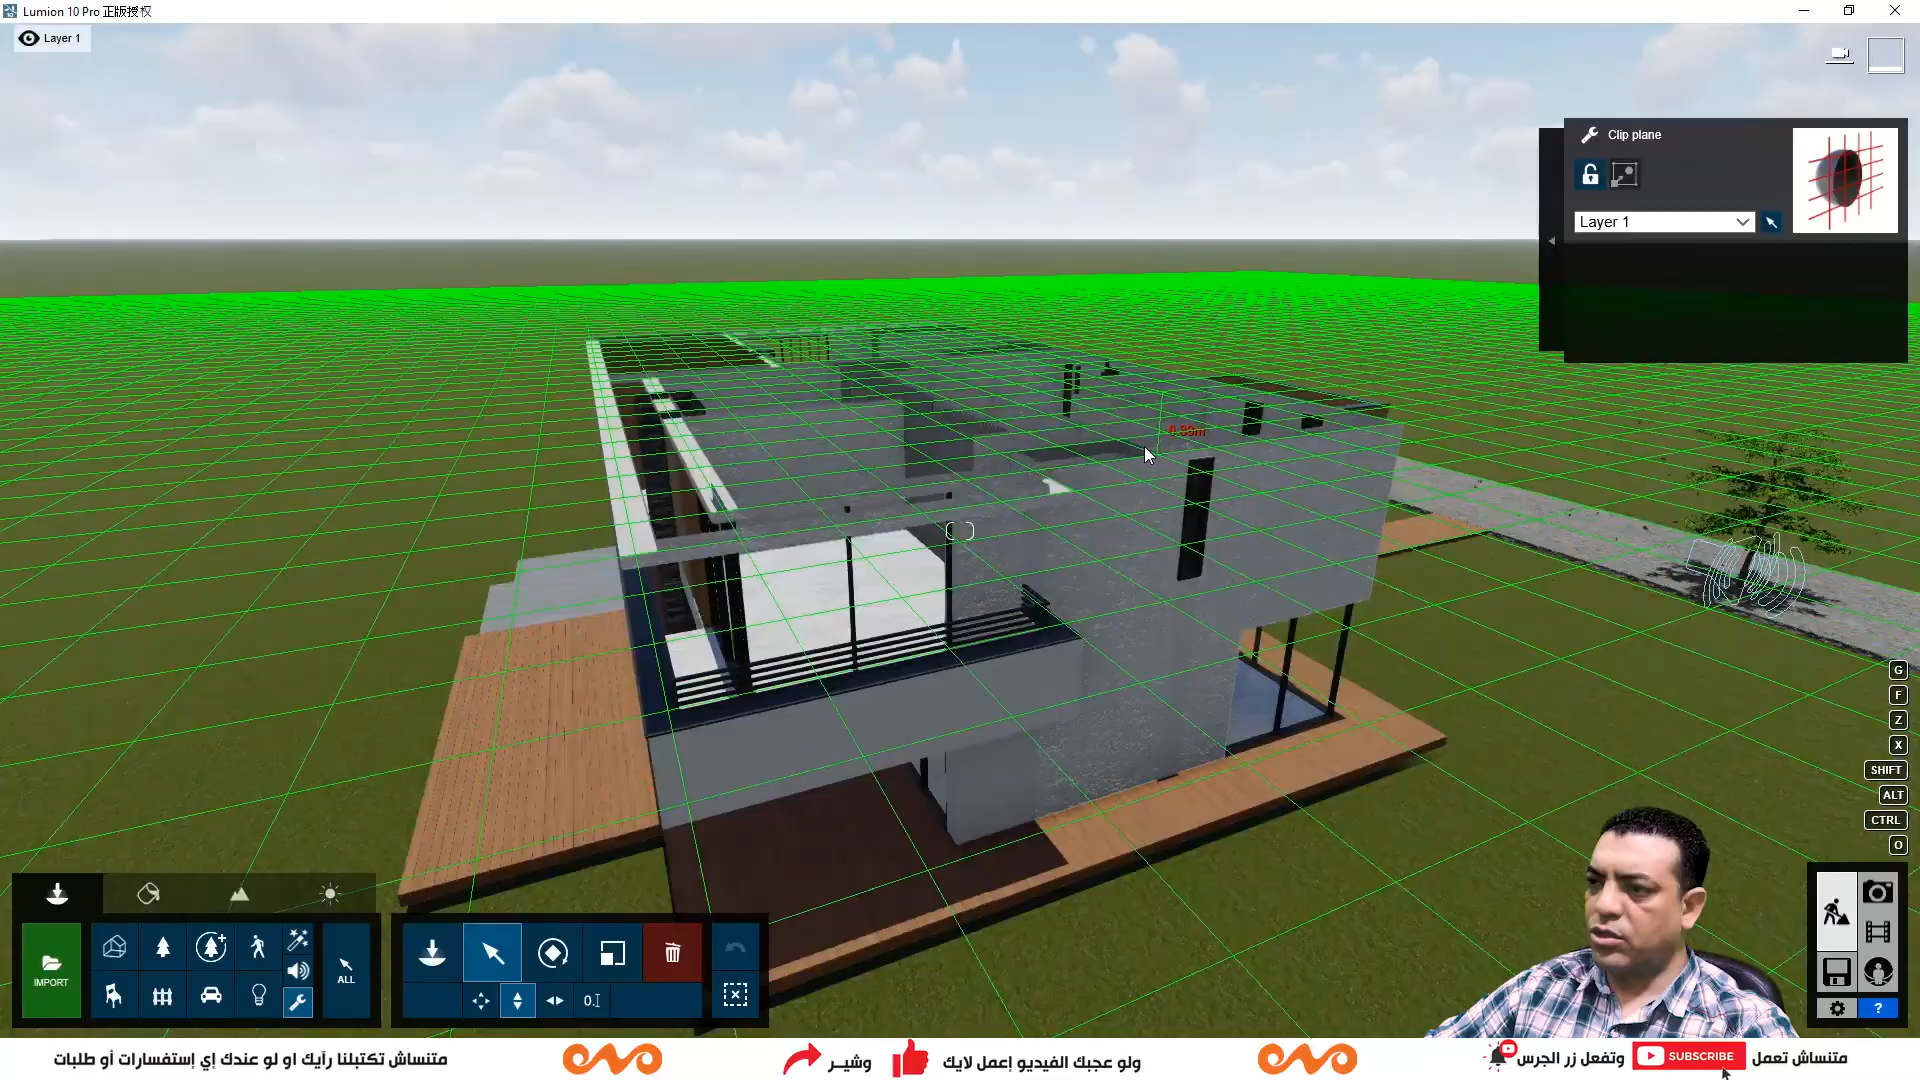 Lumion 10 Pro 正版授权
Layer 1
Clip plane
Layer 1
G
F
Z
X
SHIFT
ALT
CTRL
O
IMPORT
ALL
?
متنساش تكتبلنا رأيك او لو عندك إي إستفسارات أو طلبات
وشير
ولو عجبك الفيديو إعمل لايك
وتفعل زر الجرس
SUBSCRIBE
متنساش تعمل